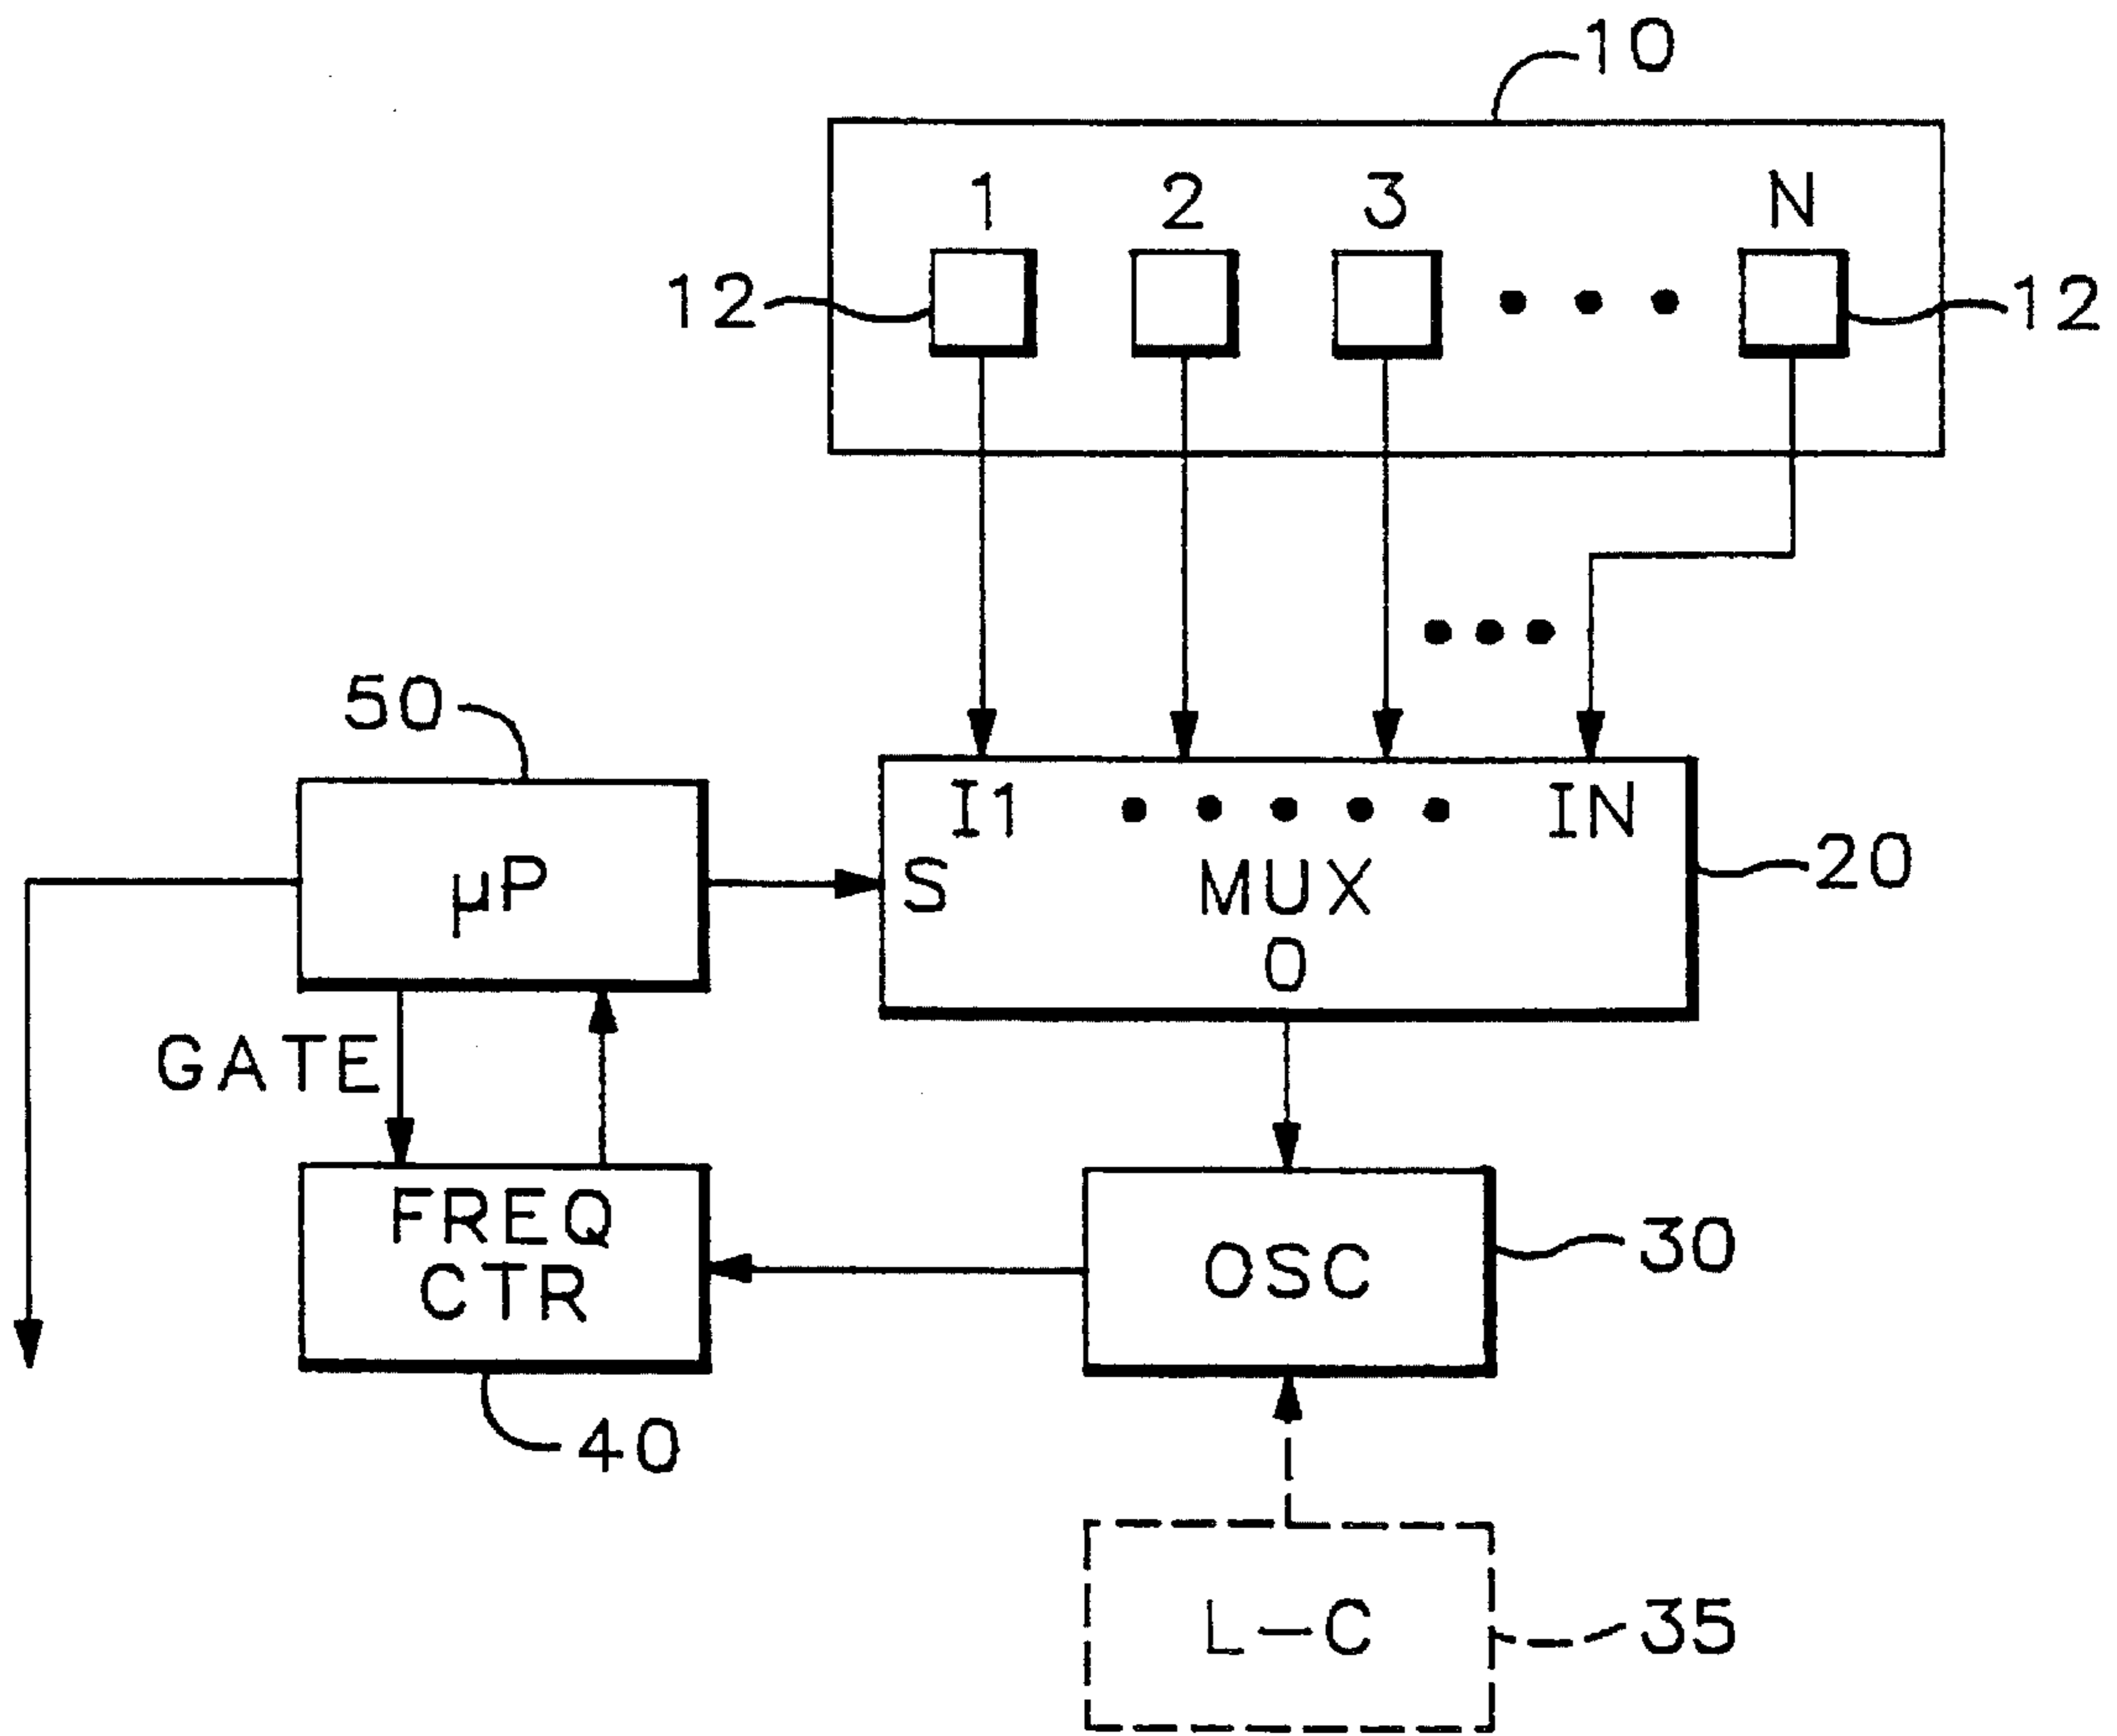 10
1 2 3 N
12 12
50
I1 IN
µP S MUX 20
O
GATE
FREQ
CTR OSC 30
40
L-C 35